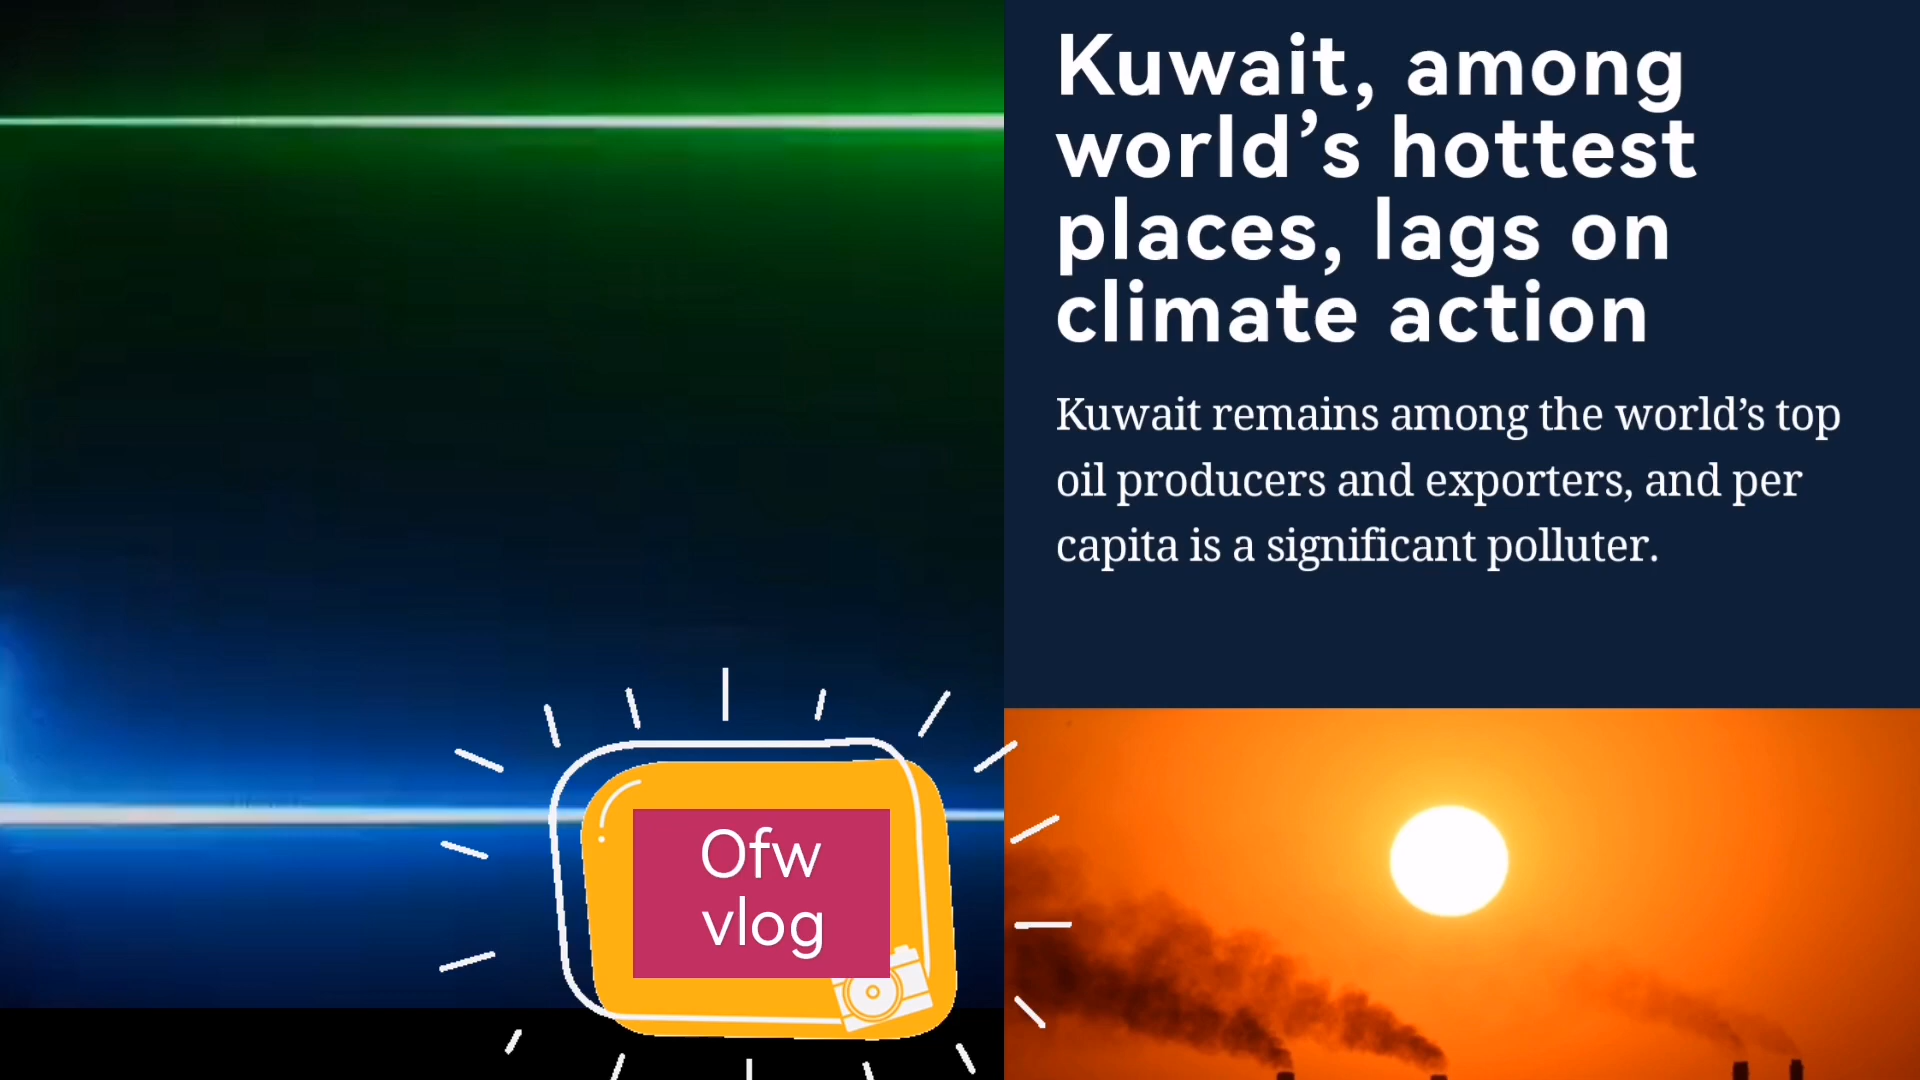 Kuwait, among
world’s hottest
places, lags on
climate action
Kuwait remains among the world’s top
oil producers and exporters, and per
capita is a significant polluter.
Ofw
vlog